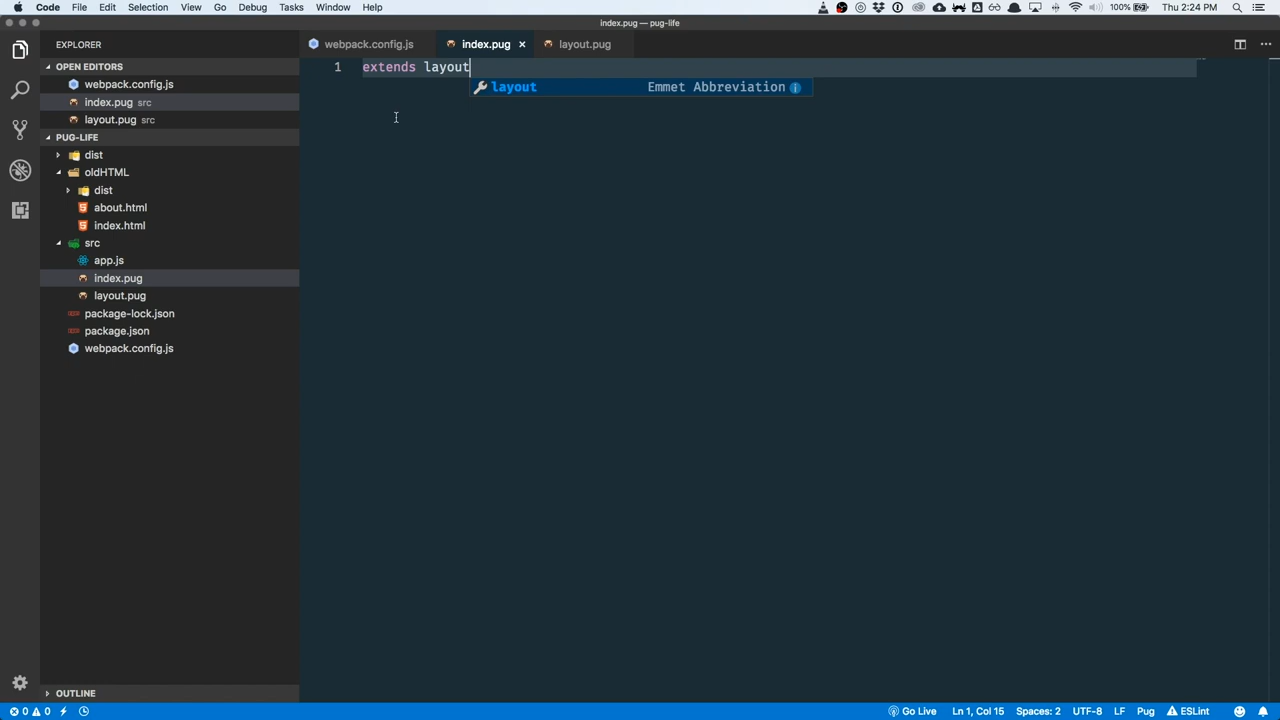 Code File Edit Selection View Go Debug Tasks Window Help 100% Thu 2:24 PM
index.pug — pug-life
EXPLORER
webpack.config.js index.pug × layout.pug
OPEN EDITORS
1 extends layout
webpack.config.js
layout Emmet Abbreviation
index.pug src
layout.pug src
PUG-LIFE
dist
oldHTML
dist
about.html
index.html
src
app.js
index.pug
layout.pug
package-lock.json
package.json
webpack.config.js
OUTLINE
0 0 Go Live Ln 1, Col 15 Spaces: 2 UTF-8 LF Pug ESLint